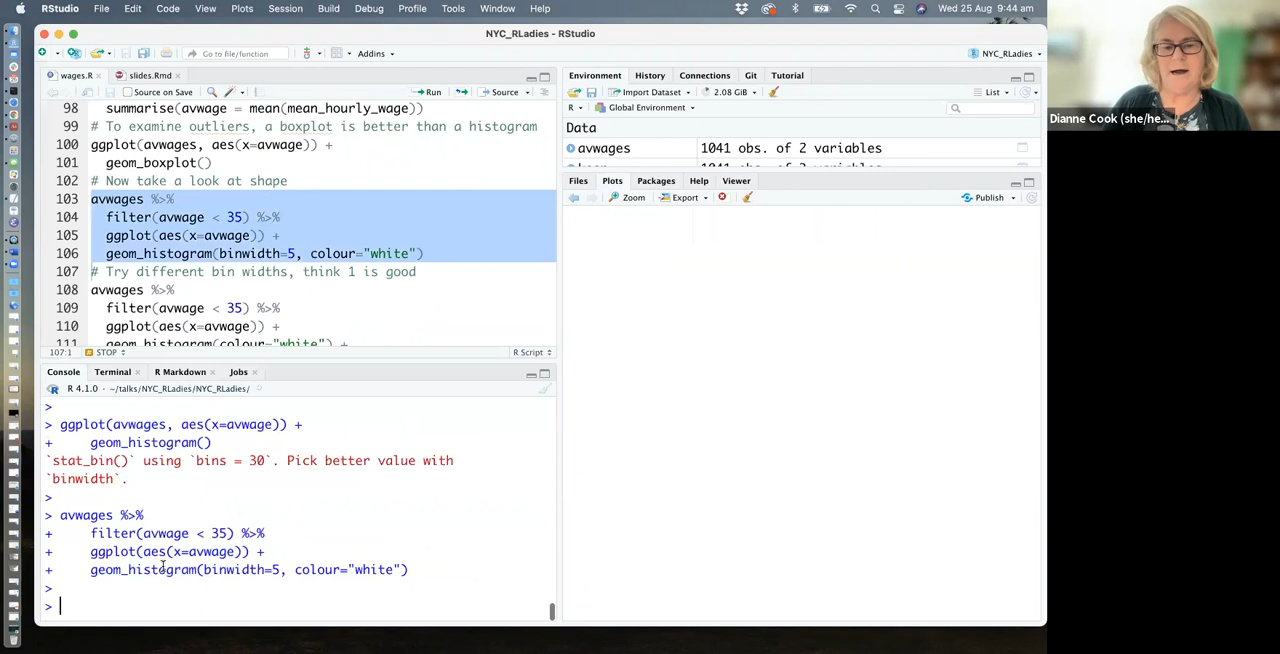 RStudio File Edit Code View Plots Session Build Debug Profile Tools Window Help Wed 25 Aug 9:44 am
NYC_RLadies - RStudio
Go to file/function Addins NYC_RLadies
wages.R slides.Rmd
Source on Save Run Source
98 summarise(avwage = mean(mean_hourly_wage))
99 # To examine outliers, a boxplot is better than a histogram
100 ggplot(avwages, aes(x=avwage)) +
101 geom_boxplot()
102 # Now take a look at shape
103 avwages %>%
104 filter(avwage < 35) %>%
105 ggplot(aes(x=avwage)) +
106 geom_histogram(binwidth=5, colour="white")
107 # Try different bin widths, think 1 is good
108 avwages %>%
109 filter(avwage < 35) %>%
110 ggplot(aes(x=avwage)) +
111 geom_histogram(colour="white") +
107:1 STOP R Script
Console Terminal R Markdown Jobs
R 4.1.0 · ~/talks/NYC_RLadies/NYC_RLadies/
>
> ggplot(avwages, aes(x=avwage)) +
+ geom_histogram()
`stat_bin()` using `bins = 30`. Pick better value with
`binwidth`.
>
> avwages %>%
+ filter(avwage < 35) %>%
+ ggplot(aes(x=avwage)) +
+ geom_histogram(binwidth=5, colour="white")
>
>
Environment History Connections Git Tutorial
Import Dataset 2.08 GiB List
R Global Environment
Data
avwages 1041 obs. of 2 variables
Files Plots Packages Help Viewer
Zoom Export Publish
Dianne Cook (she/he...